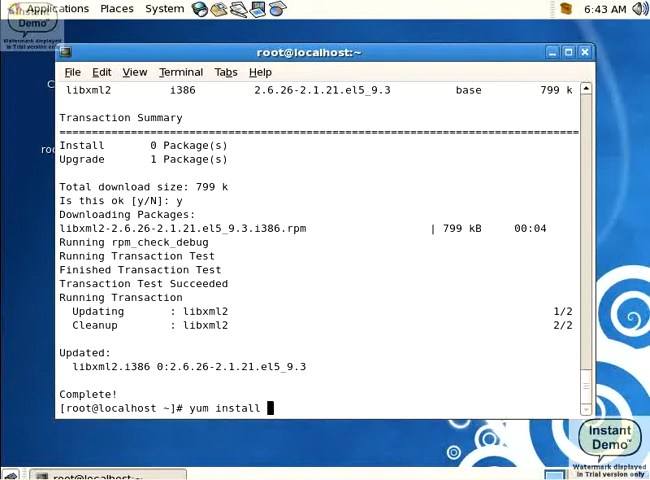 Applications Places System 6:43 AM
Instant
Demo
Watermark displayed
in Trial version only
root@localhost:~
File Edit View Terminal Tabs Help
libxml2 i386 2.6.26-2.1.21.el5_9.3 base 799 k
Transaction Summary
================================================================================
Install 0 Package(s)
Upgrade 1 Package(s)
Total download size: 799 k
Is this ok [y/N]: y
Downloading Packages:
libxml2-2.6.26-2.1.21.el5_9.3.i386.rpm | 799 kB 00:04
Running rpm_check_debug
Running Transaction Test
Finished Transaction Test
Transaction Test Succeeded
Running Transaction
Updating : libxml2 1/2
Cleanup : libxml2 2/2
Updated:
libxml2.i386 0:2.6.26-2.1.21.el5_9.3
Complete!
[root@localhost ~]# yum install
Instant
Demo™
Watermark displayed
in Trial version only
root@localhost:~